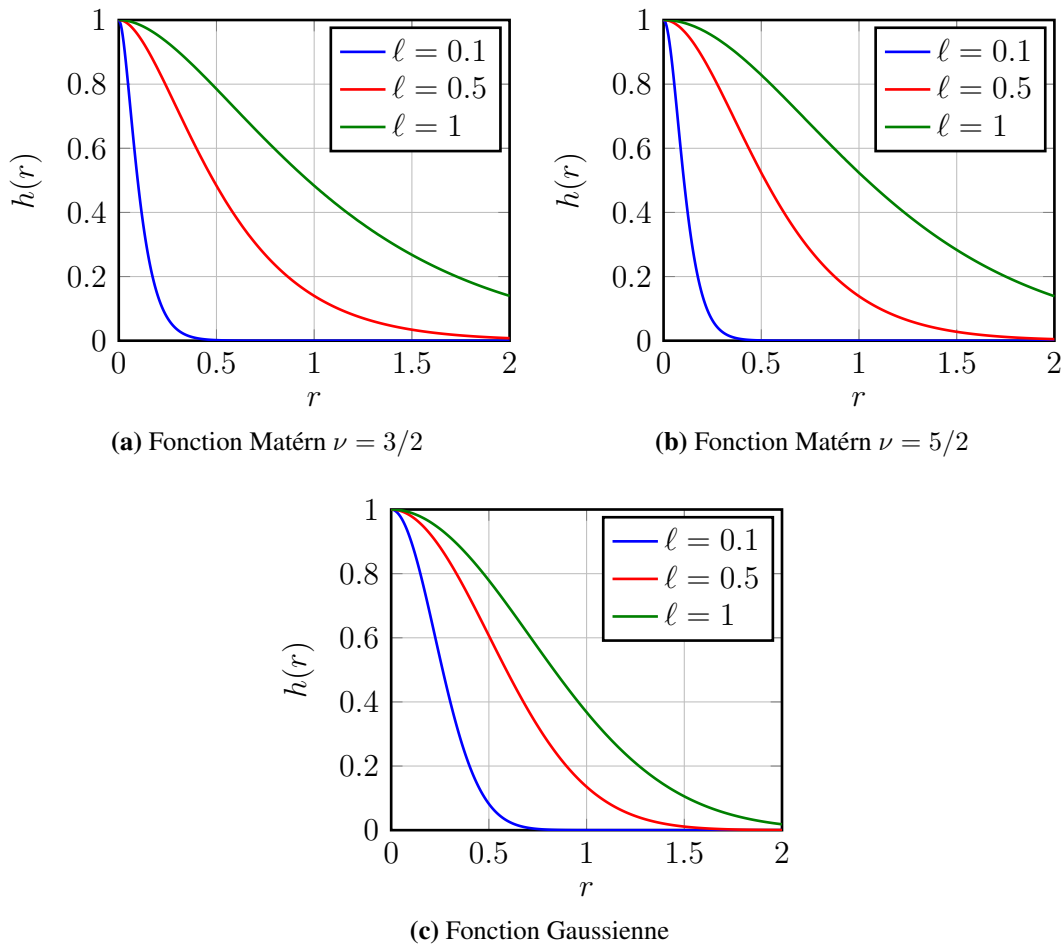 1
0.8
0.6
0.4
0.2
0
h(r)
0 0.5 1 1.5 2
r
ℓ = 0.1
ℓ = 0.5
ℓ = 1
(a) Fonction Matérn ν = 3/2
1
0.8
0.6
0.4
0.2
0
h(r)
0 0.5 1 1.5 2
r
ℓ = 0.1
ℓ = 0.5
ℓ = 1
(b) Fonction Matérn ν = 5/2
1
0.8
0.6
0.4
0.2
0
h(r)
0 0.5 1 1.5 2
r
ℓ = 0.1
ℓ = 0.5
ℓ = 1
(c) Fonction Gaussienne